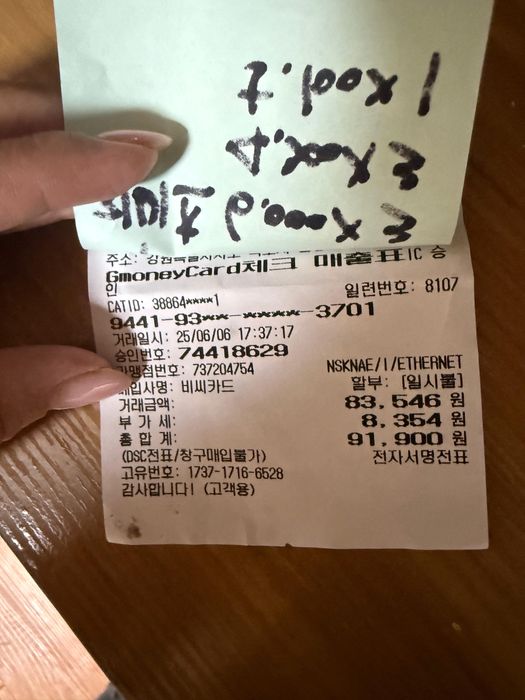 주소:
GmoneyCard체크 매출표IC 승
인
일련번호: 8107
CATID: 38864****1
9441-93**-****-3701
거래일시: 25/06/06 17:37:17
승인번호: 74418629
맹점번호: 737204754 NSKNAE/I/ETHERNET
입사명: 비씨카드 할부: [일시불]
거래금액: 83,546 원
부 가 세: 8,354 원
총 합 계: 91,900 원
(DSC전표/창구매입불가) 전자서명전표
고유번호: 1737-1716-6528
감사합니다! (고객용)